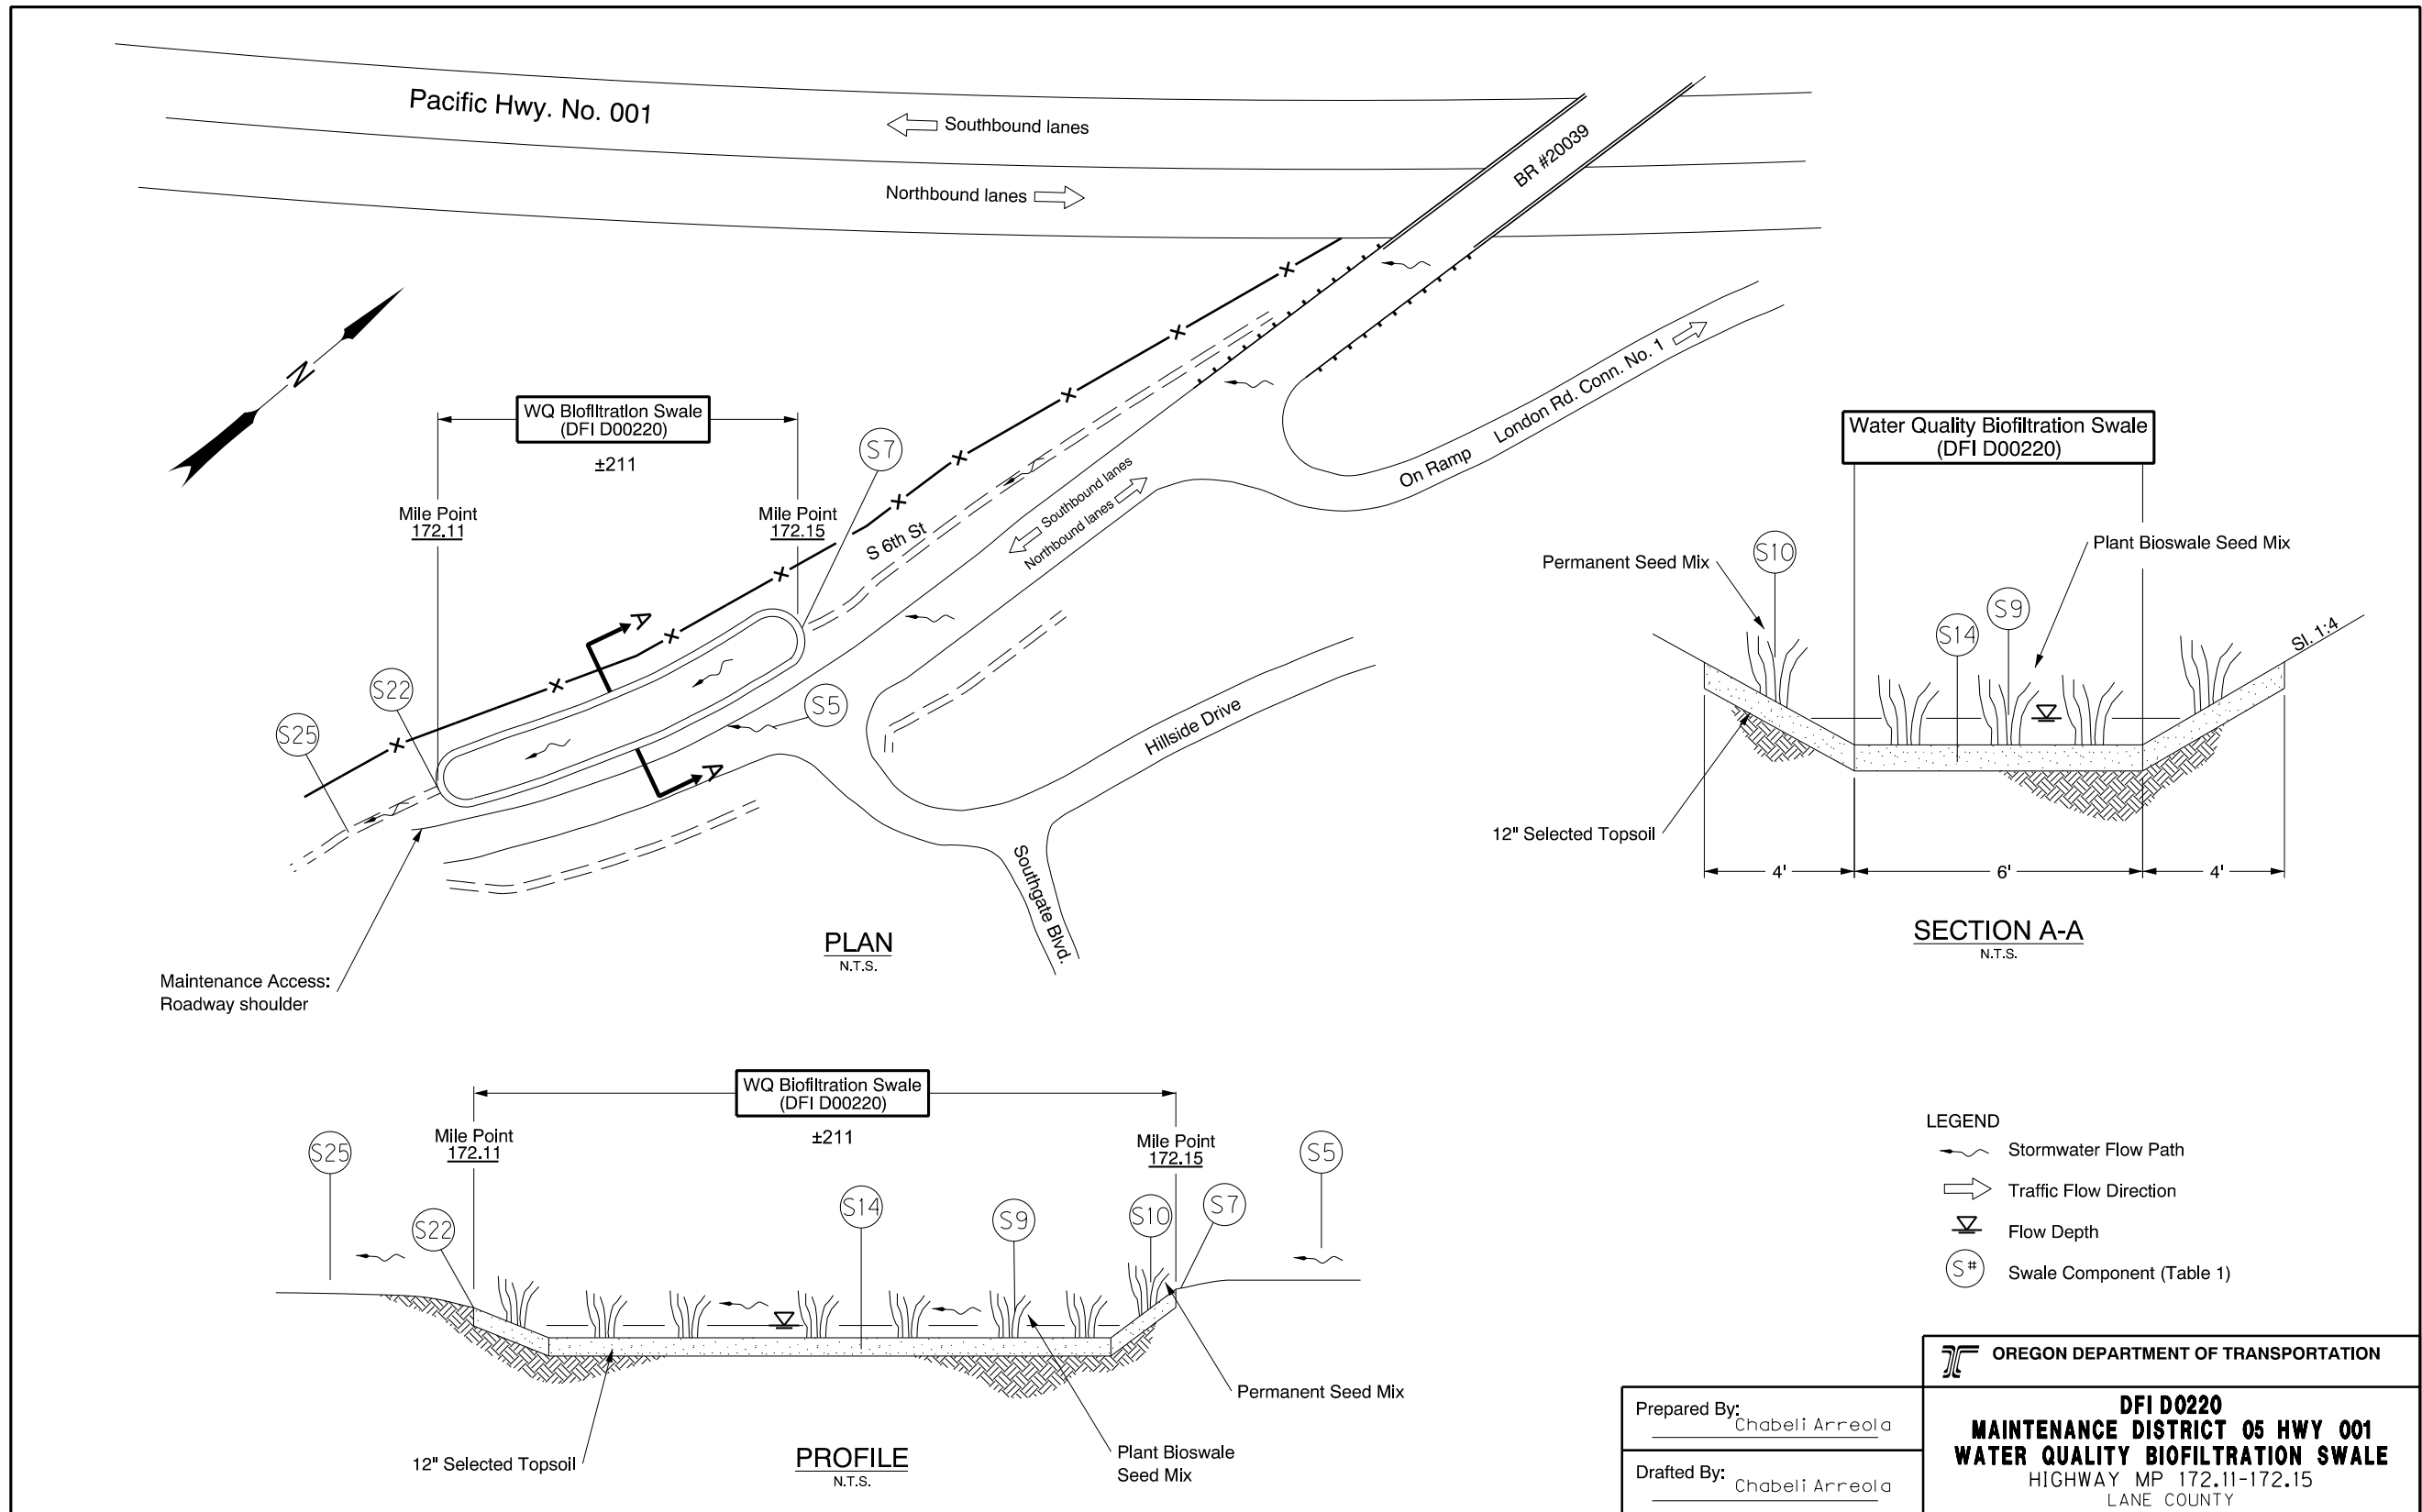 Pacific Hwy. No. 001
Southbound lanes
Northbound lanes
BR #20039
N
WQ Biofiltration Swale
(DFI D00220)
±211
Mile Point
172.11
Mile Point
172.15
S7
S 6th St
Southbound lanes
Northbound lanes
On Ramp
London Rd. Conn. No. 1
A
S22
S25
S5
A
Hillside Drive
Southgate Blvd.
Maintenance Access:
Roadway shoulder
PLAN
N.T.S.
Water Quality Biofiltration Swale
(DFI D00220)
Permanent Seed Mix
S10
S14
S9
Plant Bioswale Seed Mix
Sl. 1:4
12" Selected Topsoil
4'
6'
4'
SECTION A-A
N.T.S.
WQ Biofiltration Swale
(DFI D00220)
±211
Mile Point
172.11
Mile Point
172.15
S25
S22
S14
S9
S10
S7
S5
12" Selected Topsoil
Permanent Seed Mix
Plant Bioswale
Seed Mix
PROFILE
N.T.S.
LEGEND
Stormwater Flow Path
Traffic Flow Direction
Flow Depth
S# Swale Component (Table 1)
OREGON DEPARTMENT OF TRANSPORTATION
Prepared By: Chabeli Arreola
Drafted By: Chabeli Arreola
DFI D0220
MAINTENANCE DISTRICT 05 HWY 001
WATER QUALITY BIOFILTRATION SWALE
HIGHWAY MP 172.11-172.15
LANE COUNTY